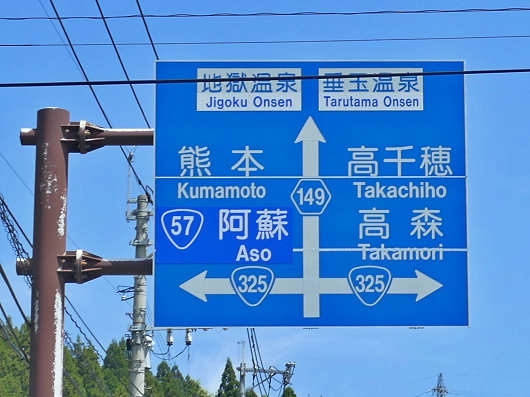 地獄温泉 垂玉温泉
Jigoku Onsen Tarutama Onsen
熊本 高千穂
Kumamoto 149 Takachiho
57 阿蘇 高森
Aso Takamori
325 325